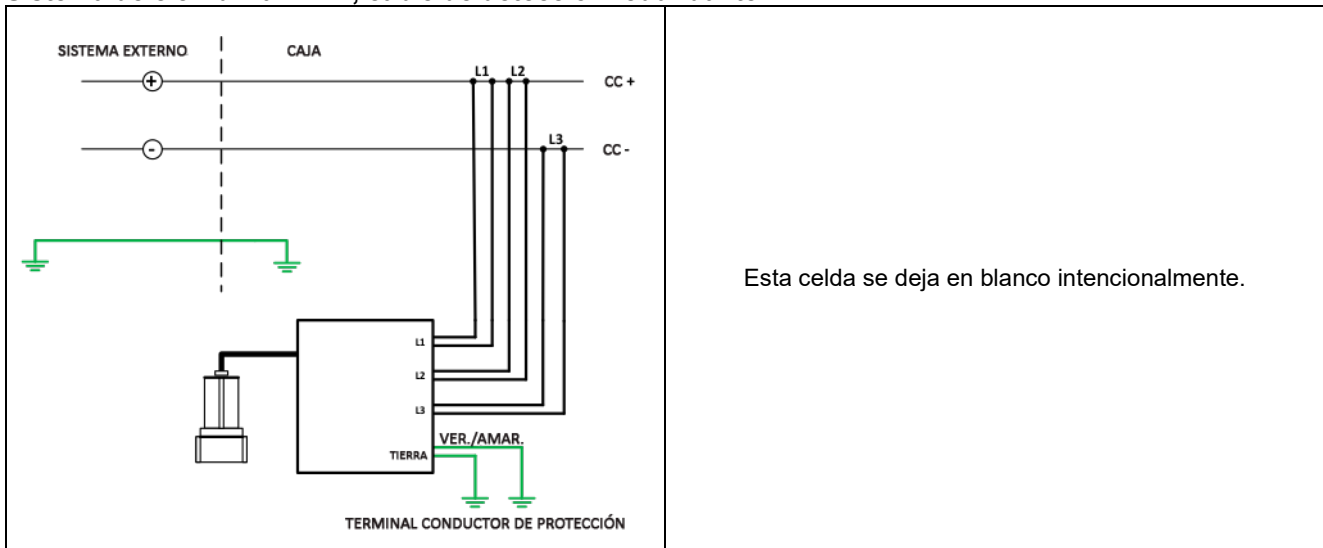 SISTEMA EXTERNO
CAJA
L1 L2
CC +
+
L3
CC -
-
Esta celda se deja en blanco intencionalmente.
L1
L2
L3
VER./AMAR.
TIERRA
TERMINAL CONDUCTOR DE PROTECCIÓN